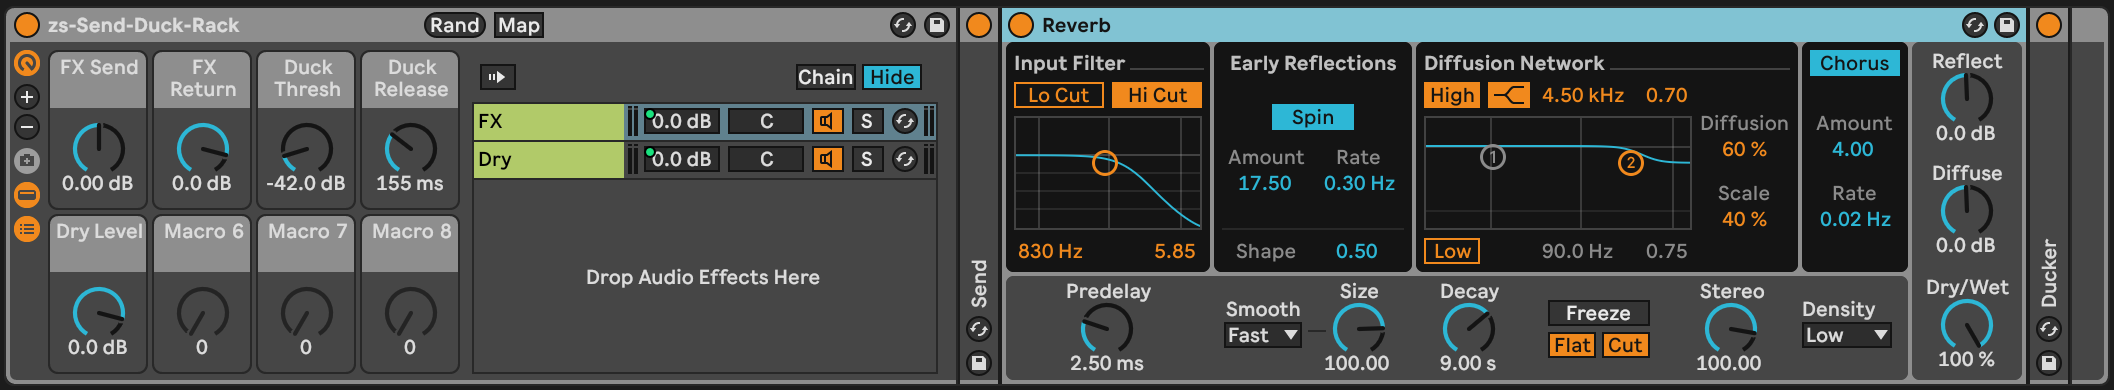 zs-Send-Duck-Rack Rand Map
FX Send
FX Return
Duck Thresh
Duck Release
0.00 dB
0.0 dB
-42.0 dB
155 ms
Dry Level
Macro 6
Macro 7
Macro 8
0.0 dB
0
0
0
Chain Hide
FX 0.0 dB C S
Dry 0.0 dB C S
Drop Audio Effects Here
Send
Reverb
Input Filter
Lo Cut Hi Cut
830 Hz 5.85
Early Reflections
Spin
Amount Rate
17.50 0.30 Hz
Shape 0.50
Diffusion Network
High 4.50 kHz 0.70
1 2
Diffusion
60 %
Scale
40 %
Low 90.0 Hz 0.75
Chorus
Amount
4.00
Rate
0.02 Hz
Predelay
2.50 ms
Smooth
Fast
Size
100.00
Decay
9.00 s
Freeze
Flat Cut
Stereo
100.00
Density
Low
Reflect
0.0 dB
Diffuse
0.0 dB
Dry/Wet
100 %
Ducker